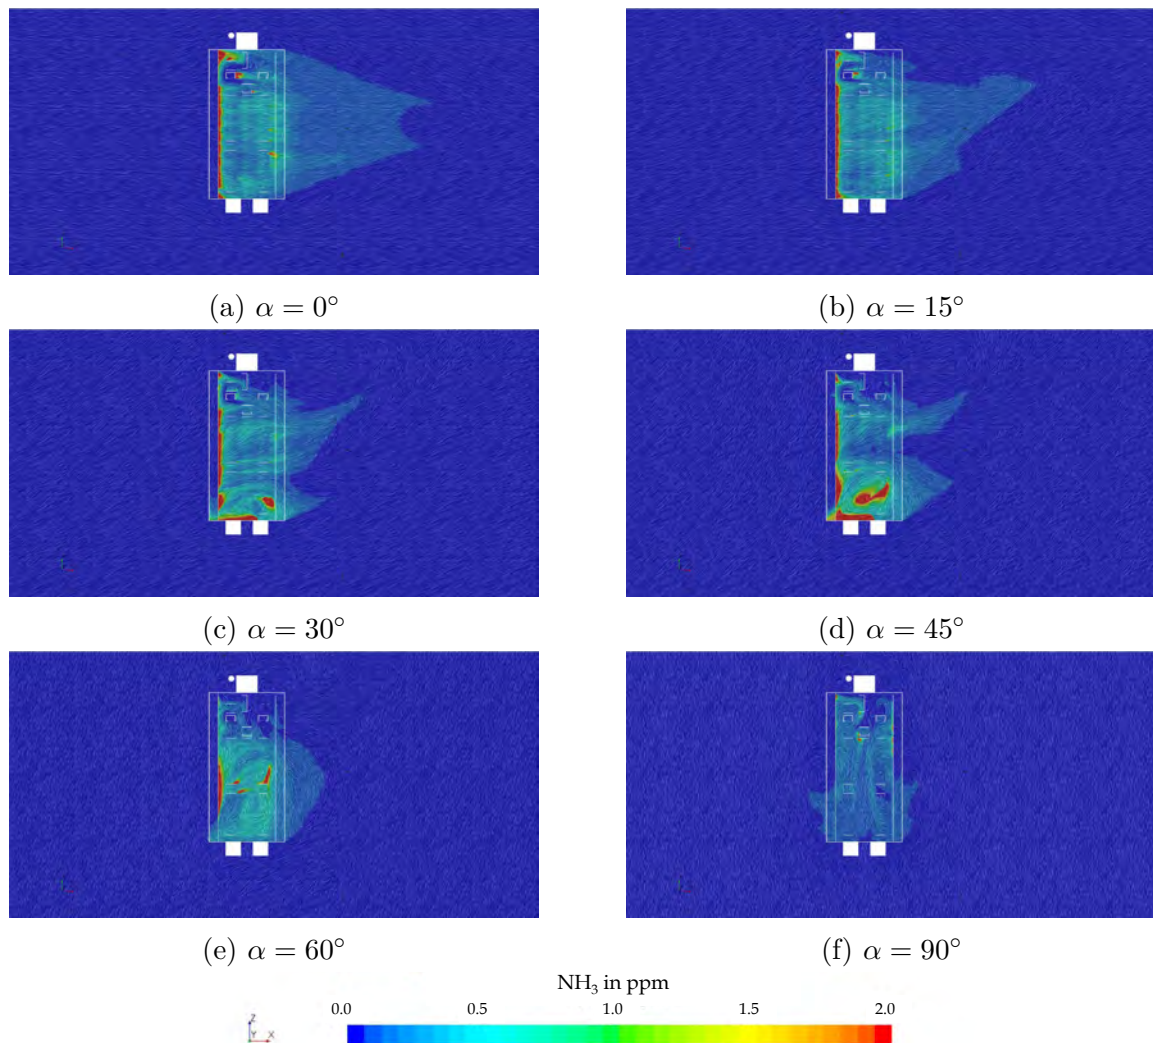 (a) α = 0°
(b) α = 15°
(c) α = 30°
(d) α = 45°
(e) α = 60°
(f) α = 90°
NH₃ in ppm
0.0 0.5 1.0 1.5 2.0
Z
Y X